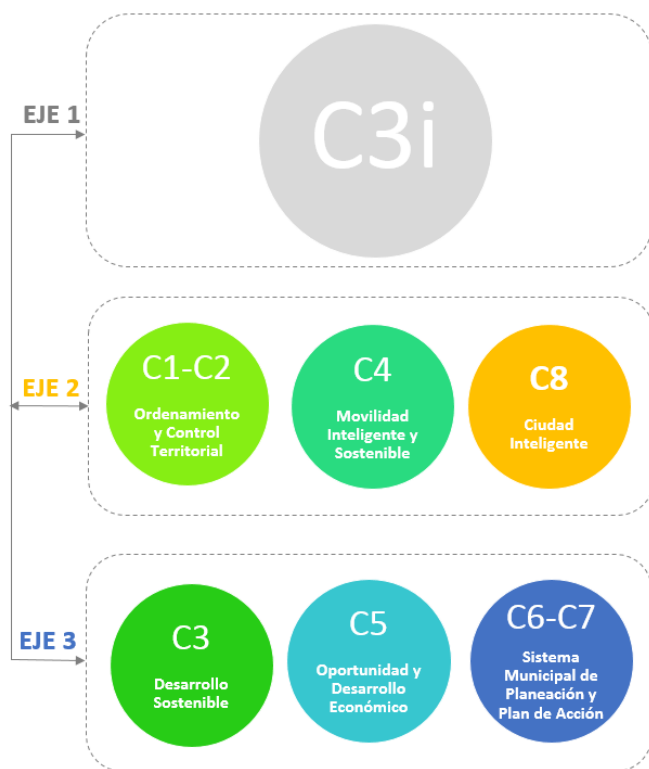 EJE 1
C3i
EJE 2
C1-C2
Ordenamiento
y Control
Territorial
C4
Movilidad
Inteligente y
Sostenible
C8
Ciudad
Inteligente
EJE 3
C3
Desarrollo
Sostenible
C5
Oportunidad y
Desarrollo
Económico
C6-C7
Sistema
Municipal de
Planeación y
Plan de Acción